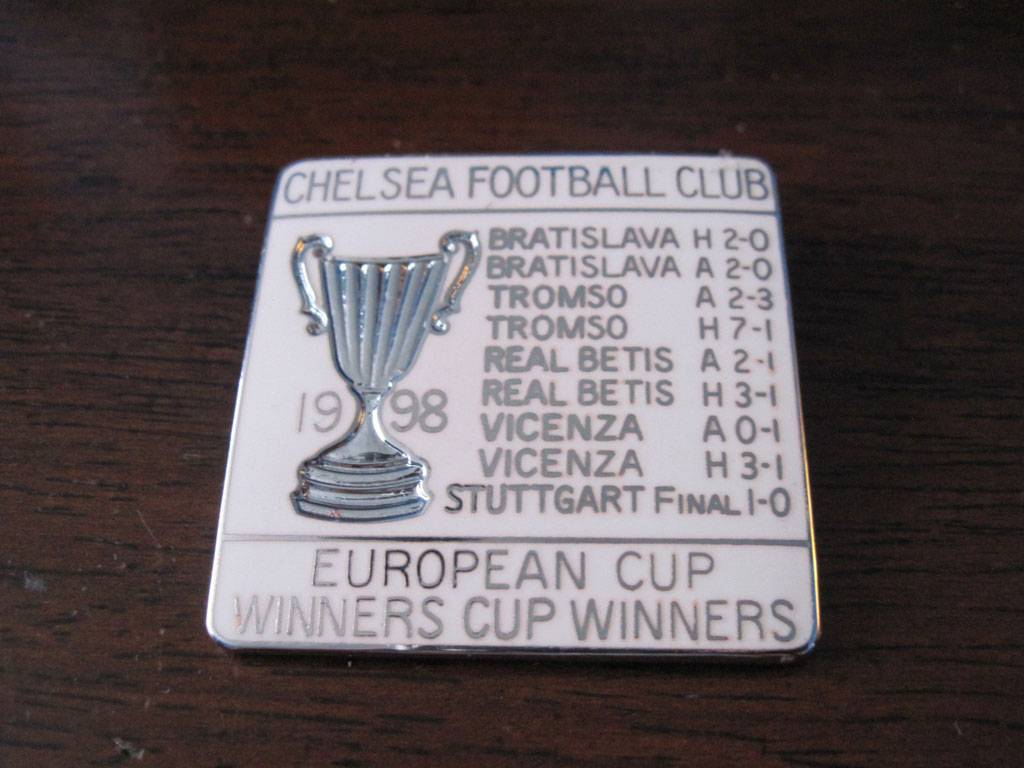 CHELSEA FOOTBALL CLUB
BRATISLAVA H 2-0
BRATISLAVA A 2-0
TROMSO A 2-3
TROMSO H 7-1
REAL BETIS A 2-1
REAL BETIS H 3-1
19 98
VICENZA A 0-1
VICENZA H 3-1
STUTTGART FINAL 1-0
EUROPEAN CUP
WINNERS CUP WINNERS